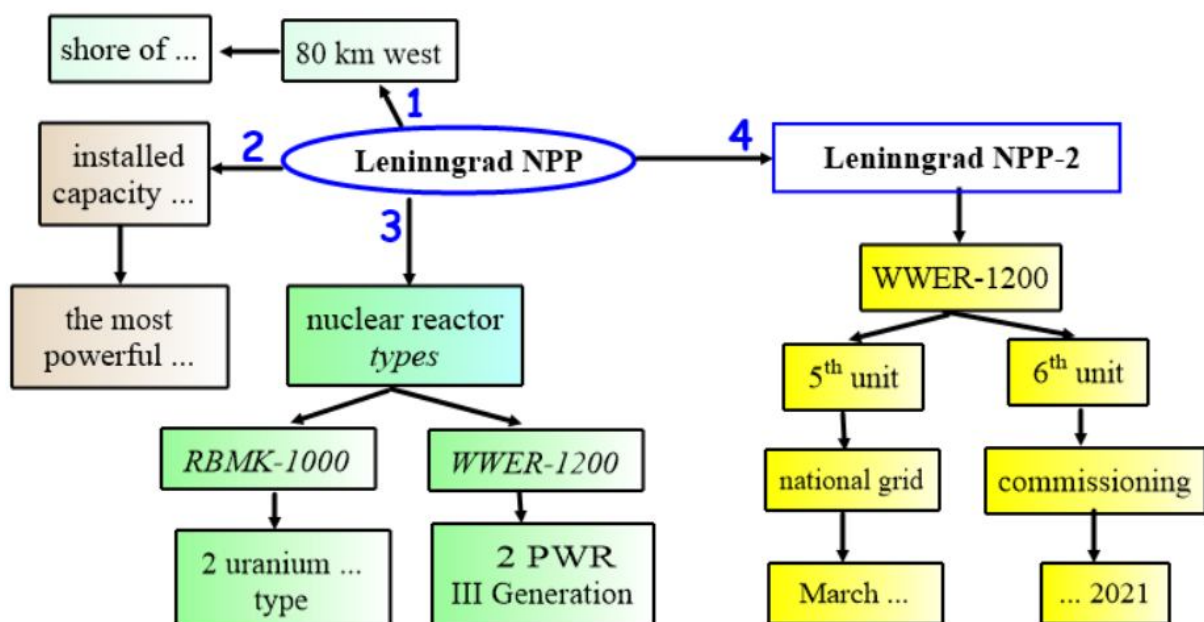 shore of ...
80 km west
1
2
installed
capacity ...
Leninngrad NPP
4
Leninngrad NPP-2
3
the most
powerful ...
nuclear reactor
types
WWER-1200
5th unit
6th unit
RBMK-1000
WWER-1200
national grid
commissioning
2 uranium ...
type
2 PWR
III Generation
March ...
... 2021